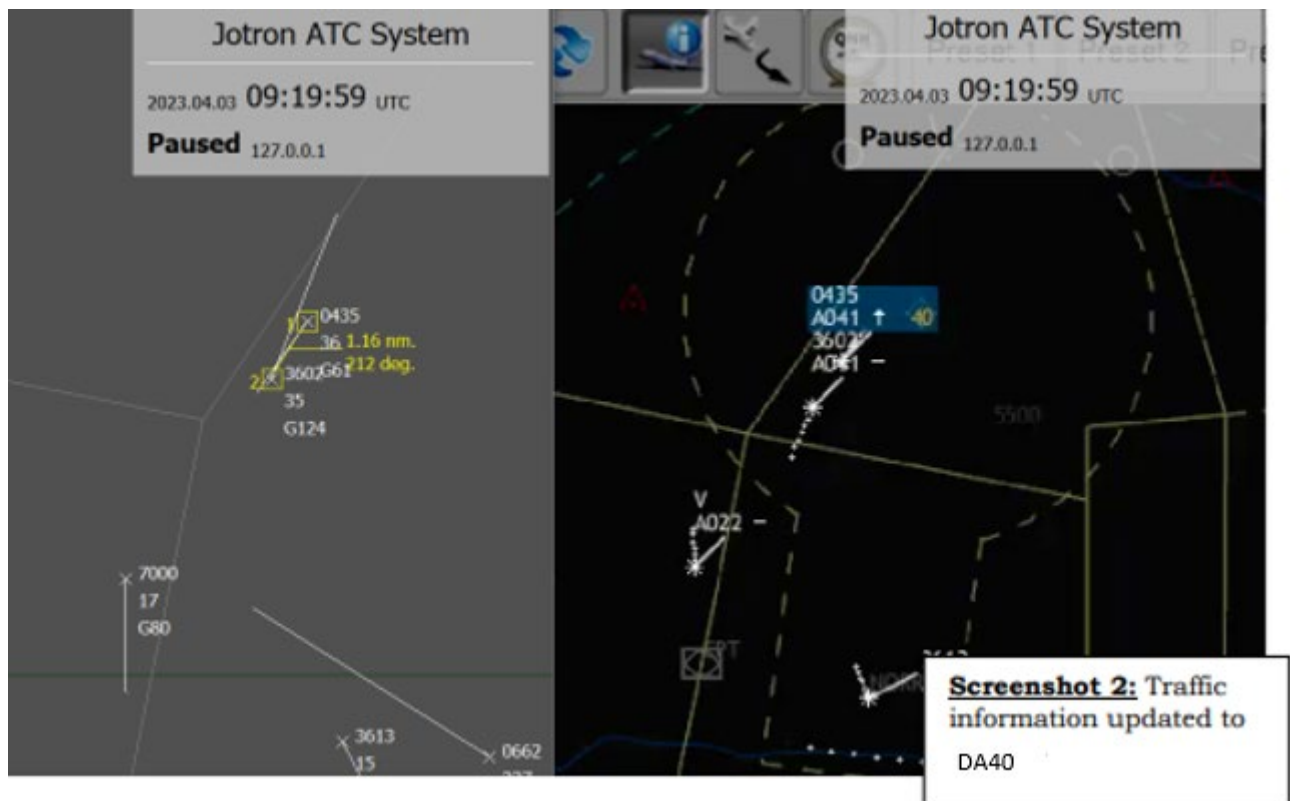 Jotron ATC System
2023.04.03 09:19:59 UTC
Paused 127.0.0.1
0435
36
1
1.16 nm.
G61
212 deg.
2
3602
35
G124
7000
17
G80
3613
15
0662
QNH
Preset 1
Preset 2
Jotron ATC System
2023.04.03 09:19:59 UTC
Paused 127.0.0.1
0435
A041 ↑ 40
3602
A041 –
5500
V
A022 –
Screenshot 2: Traffic
information updated to
DA40